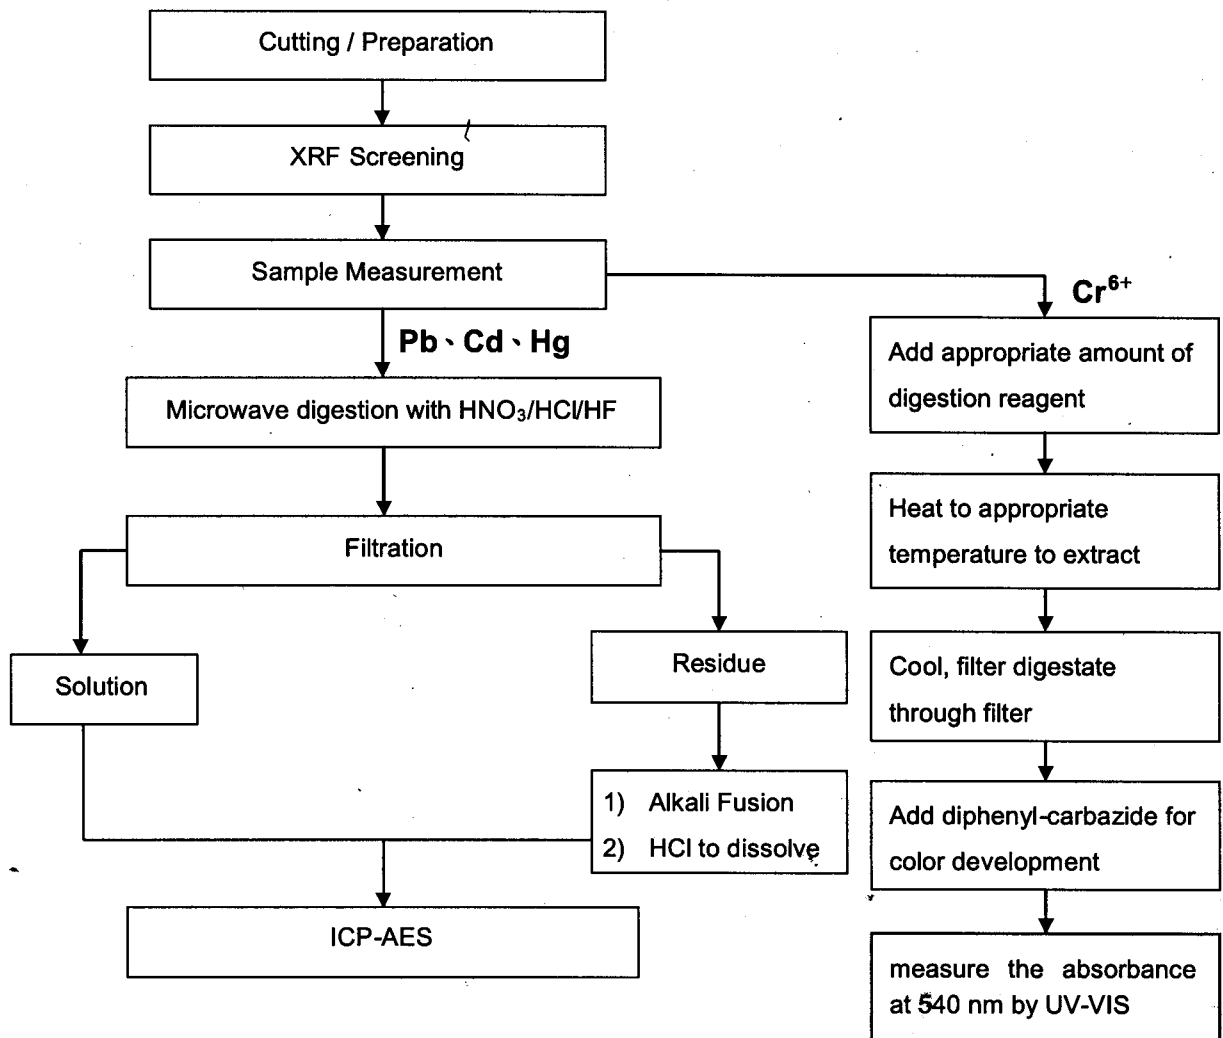 Cutting / Preparation
XRF Screening
Sample Measurement
Cr⁶⁺
Pb、Cd、Hg
Microwave digestion with HNO₃/HCl/HF
Filtration
Solution
Residue
1) Alkali Fusion
2) HCl to dissolve
ICP-AES
Add appropriate amount of
digestion reagent
Heat to appropriate
temperature to extract
Cool, filter digestate
through filter
Add diphenyl-carbazide for
color development
measure the absorbance
at 540 nm by UV-VIS